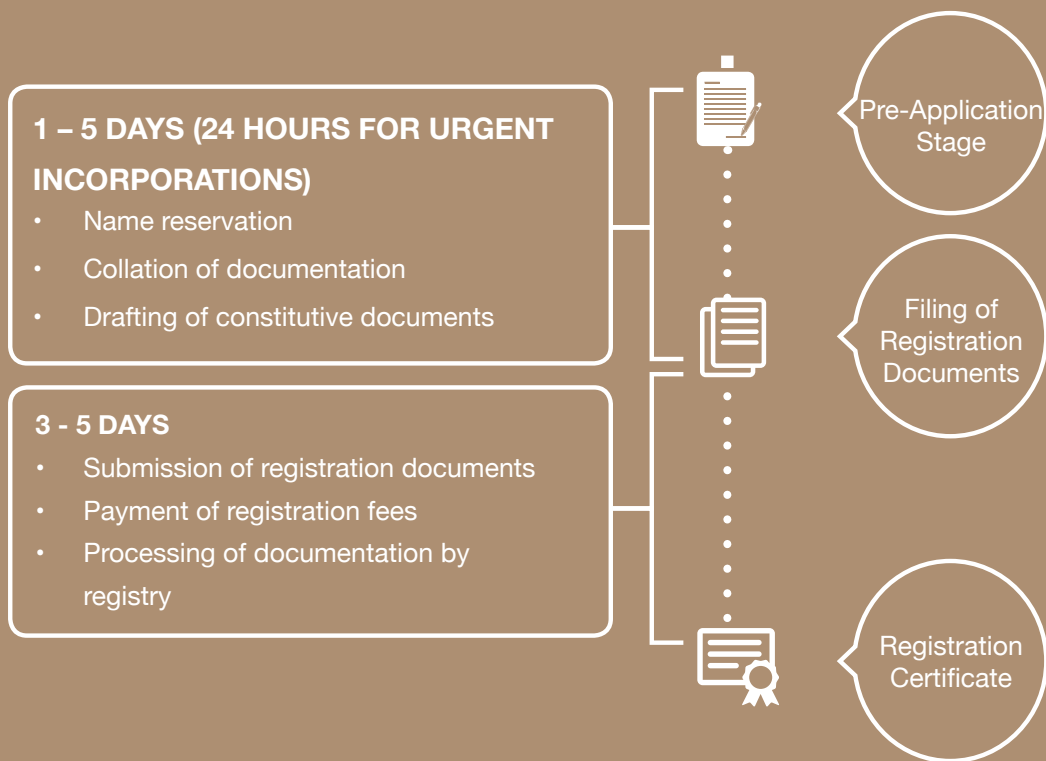 1 – 5 DAYS (24 HOURS FOR URGENT
INCORPORATIONS)
• Name reservation
• Collation of documentation
• Drafting of constitutive documents
3 - 5 DAYS
• Submission of registration documents
• Payment of registration fees
• Processing of documentation by
registry
Pre-Application
Stage
Filing of
Registration
Documents
Registration
Certificate